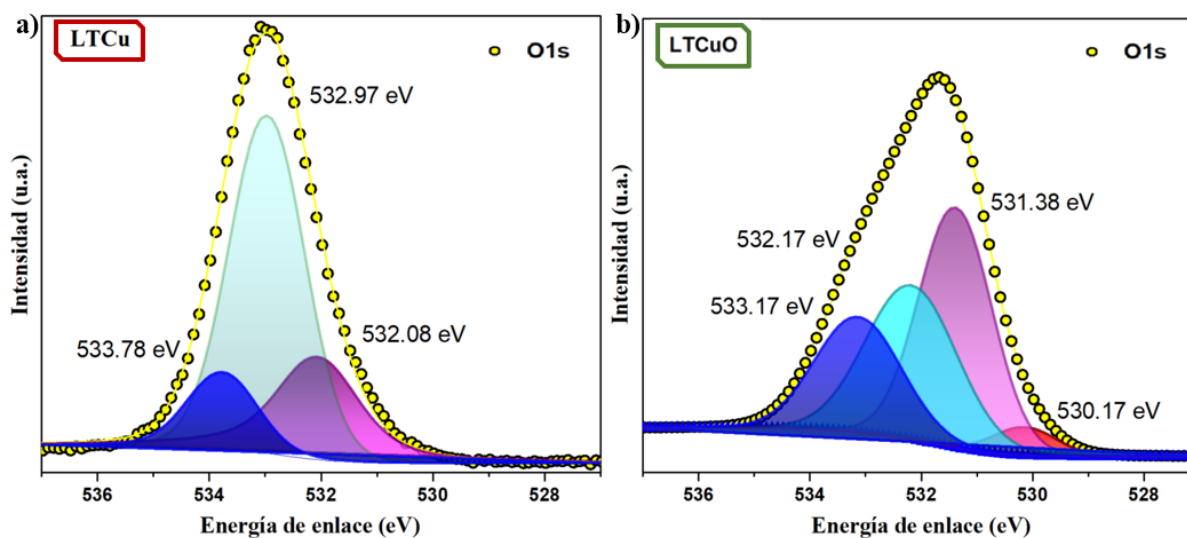 a)
LTCu
O1s
532.97 eV
533.78 eV
532.08 eV
Intensidad (u.a.)
536
534
532
530
528
Energía de enlace (eV)
b)
LTCuO
O1s
531.38 eV
532.17 eV
533.17 eV
530.17 eV
Intensidad (u.a.)
536
534
532
530
528
Energía de enlace (eV)